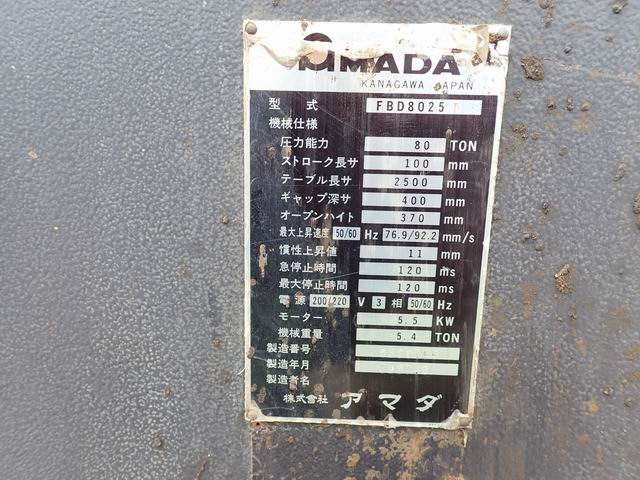 AMADA
KANAGAWA JAPAN
型式 FBD8025
機械仕様
圧力能力 80 TON
ストローク長サ 100 mm
テーブル長サ 2500 mm
ギャップ深サ 400 mm
オープンハイト 370 mm
最大上昇速度 50/60 Hz 76.9/92.2 mm/s
慣性上昇値 11 mm
急停止時間 120 ms
最大停止時間 120 ms
電源 200/220 V 3 相 50/60 Hz
モーター 5.5 KW
機械重量 5.4 TON
製造番号
製造年月
製造者名
株式会社 アマダ